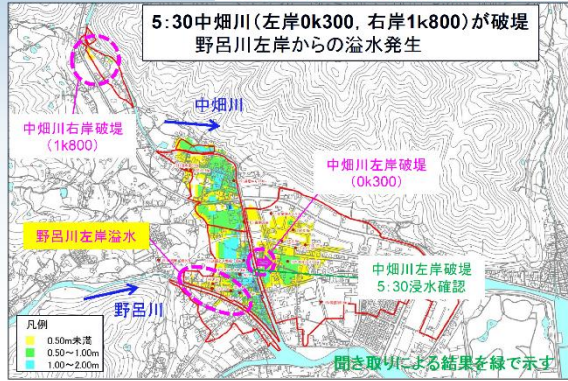 5:30中畑川(左岸0k300，右岸1k800)が破堤
野呂川左岸からの溢水発生
中畑川
中畑川右岸破堤
(1k800)
中畑川左岸破堤
(0k300)
野呂川左岸溢水
中畑川左岸破堤
5:30浸水確認
野呂川
凡例
0.50m未満
0.50～1.00m
1.00～2.00m
聞き取りによる結果を緑で示す